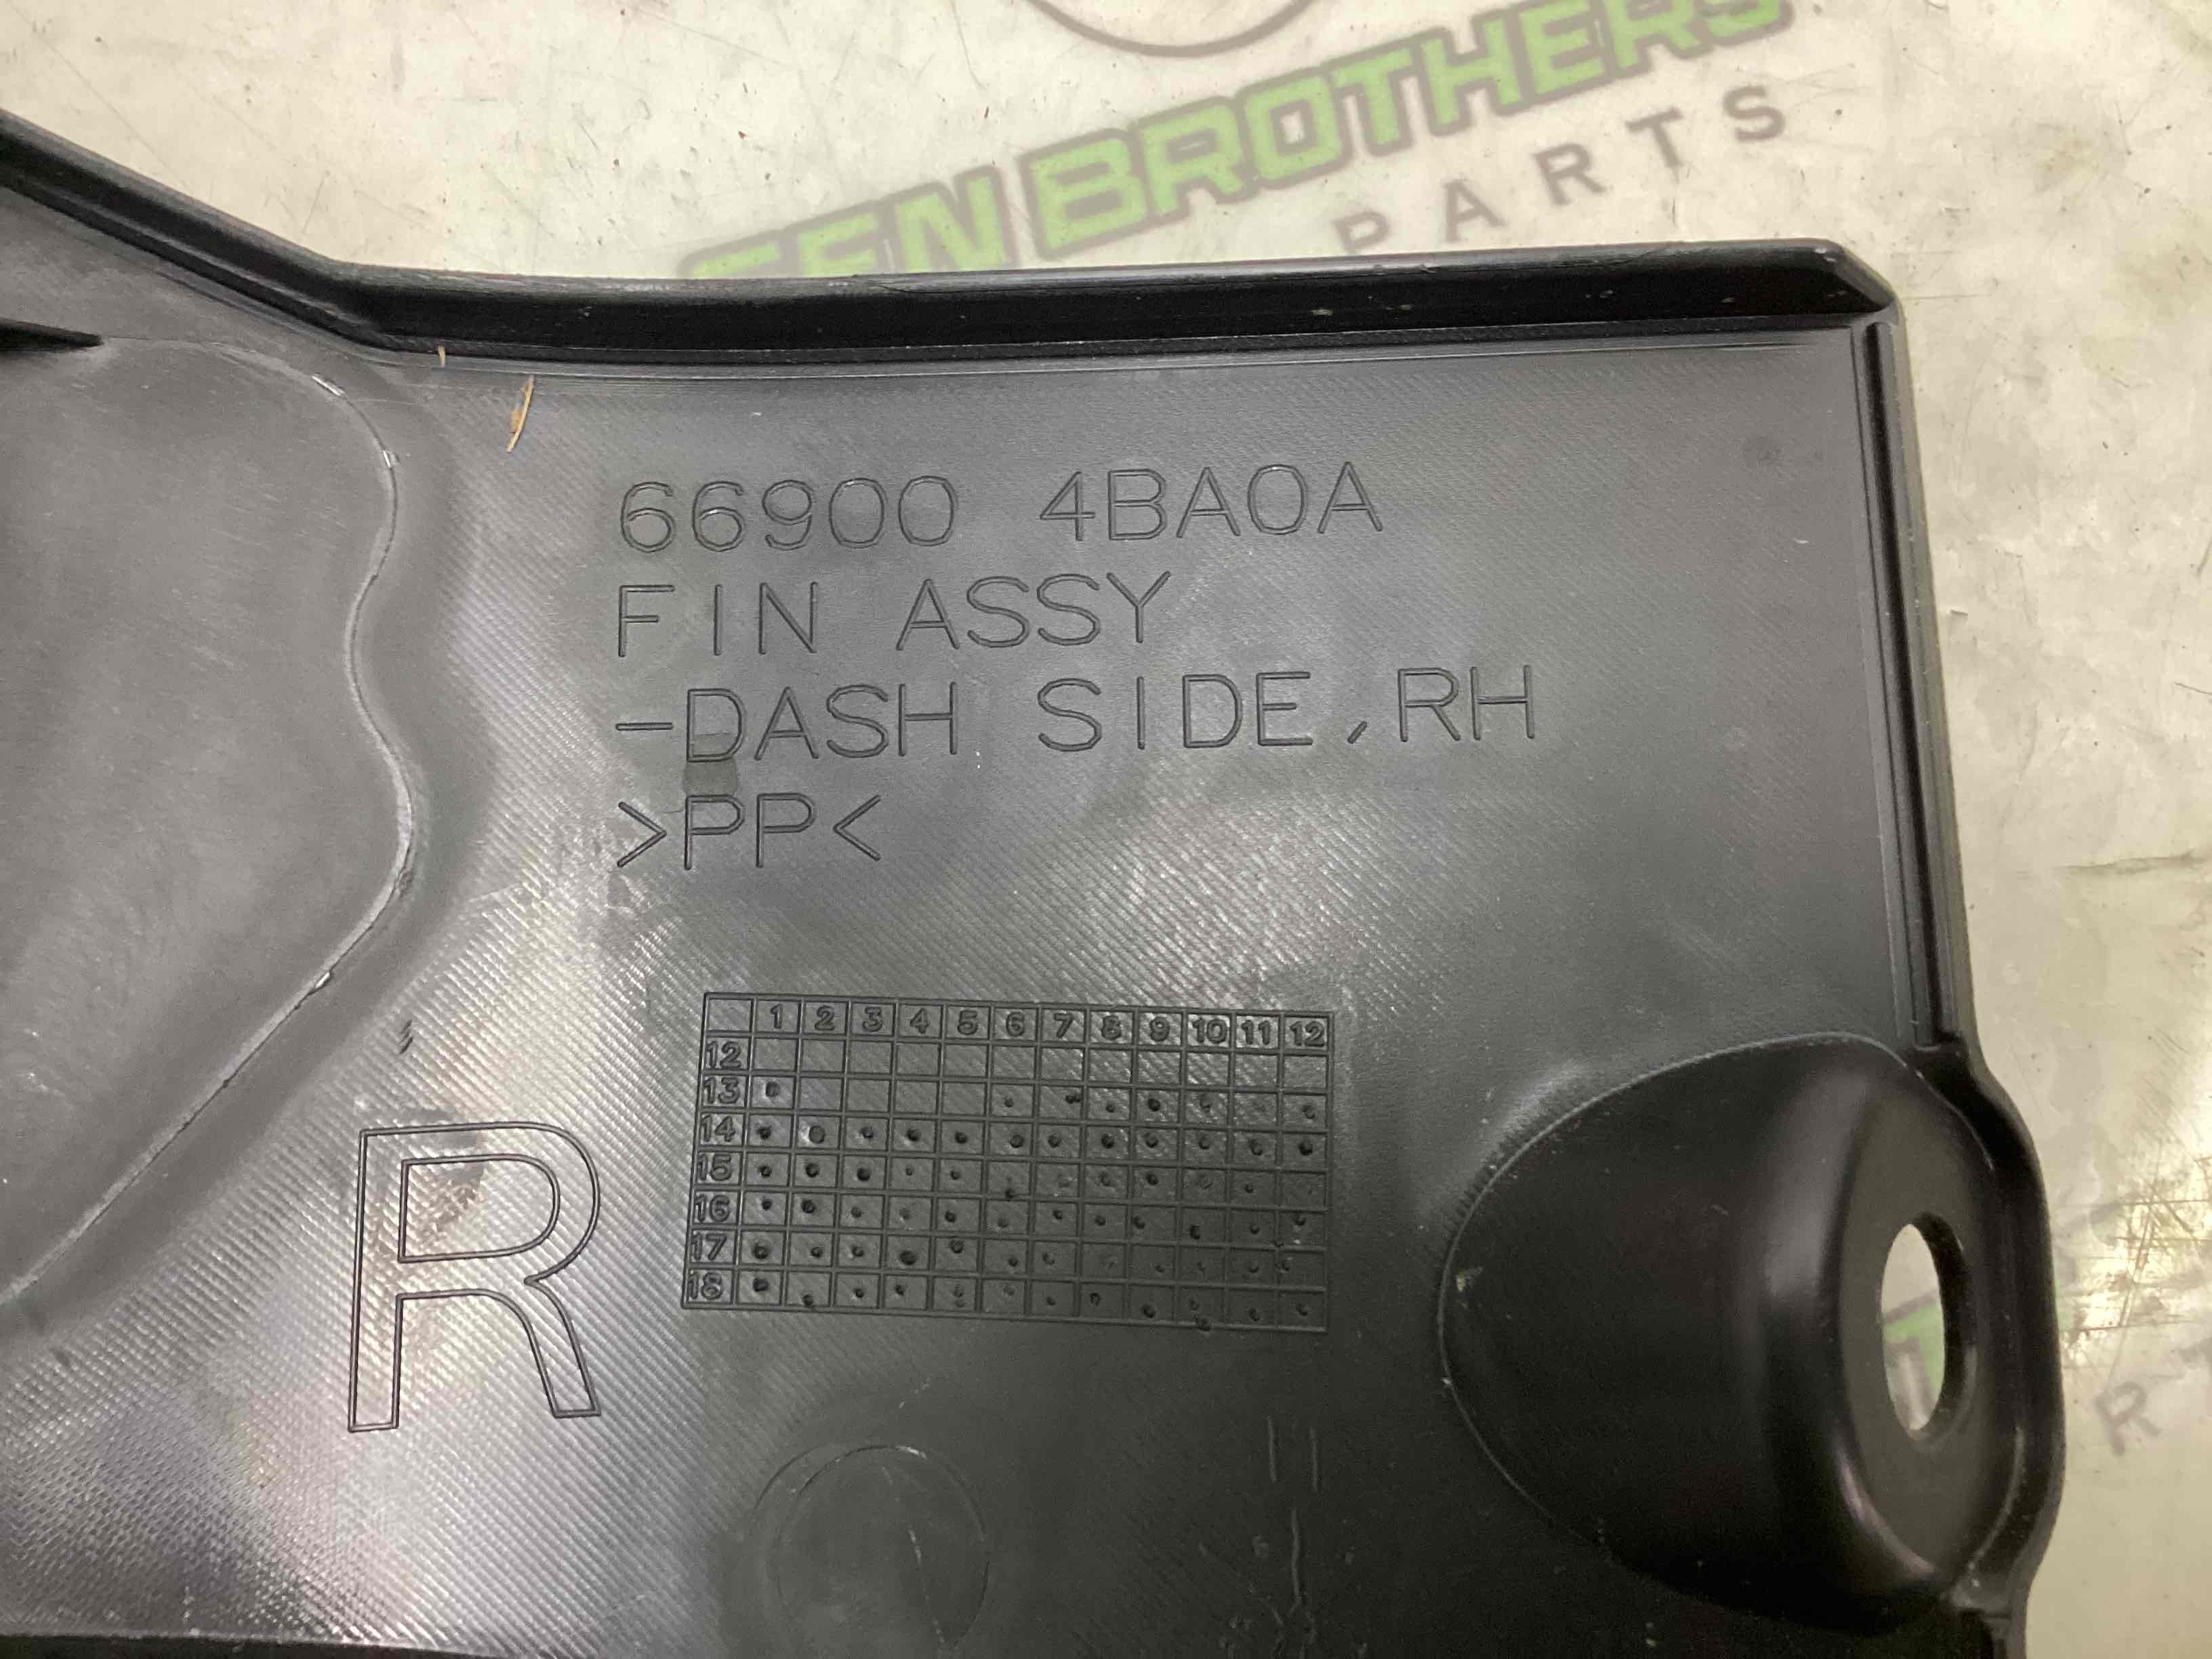 BROTHERS
PARTS
66900 4BA0A
FIN ASSY
-DASH SIDE,RH
>PP<
1 2 3 4 5 6 7 8 9 10 11 12
12
13
14
15
16
17
18
R
R